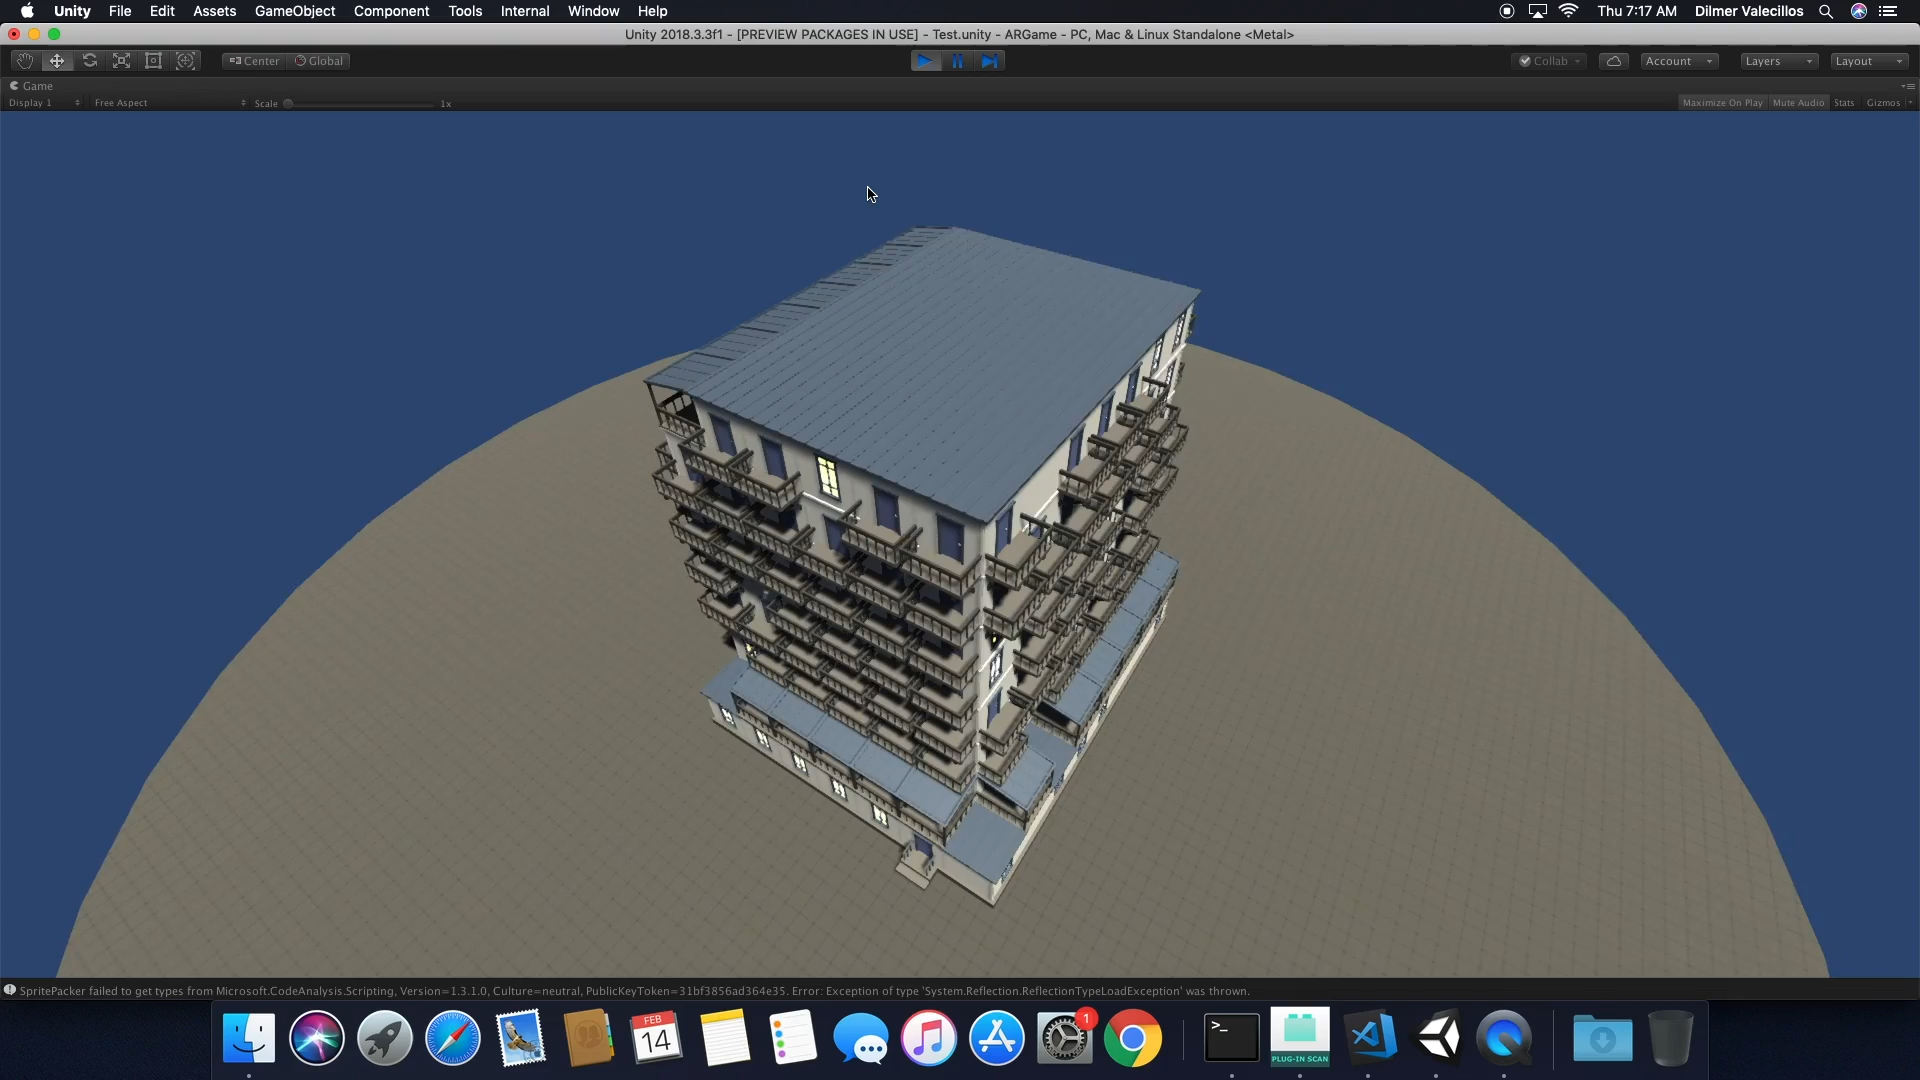 Unity File Edit Assets GameObject Component Tools Internal Window Help Thu 7:17 AM Dilmer Valecillos
Unity 2018.3.3f1 - [PREVIEW PACKAGES IN USE] - Test.unity - ARGame - PC, Mac & Linux Standalone <Metal>
Center Global Collab Account Layers Layout
Game
Display 1 Free Aspect Scale 1x Maximize On Play Mute Audio Stats Gizmos
SpritePacker failed to get types from Microsoft.CodeAnalysis.Scripting, Version=1.3.1.0, Culture=neutral, PublicKeyToken=31bf3856ad364e35. Error: Exception of type 'System.Reflection.ReflectionTypeLoadException' was thrown.
FEB
14
1
>_
PLUG-IN SCAN